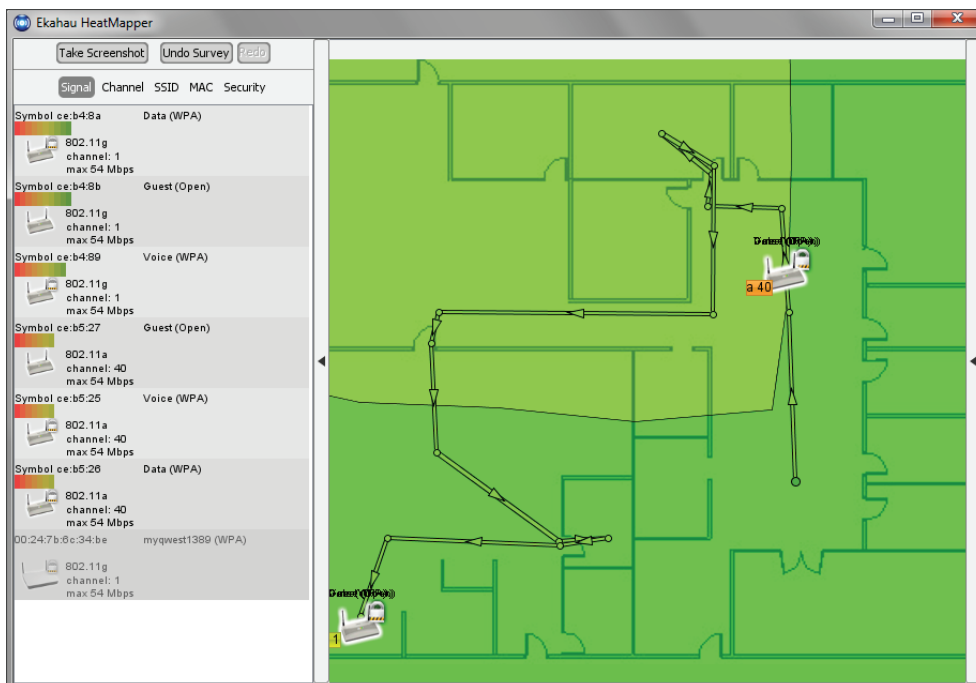 Ekahau HeatMapper
Take Screenshot Undo Survey Redo
Signal Channel SSID MAC Security
Symbol ce:b4:8a Data (WPA)
802.11g
channel: 1
max 54 Mbps
Symbol ce:b4:8b Guest (Open)
802.11g
channel: 1
max 54 Mbps
Symbol ce:b4:89 Voice (WPA)
802.11g
channel: 1
max 54 Mbps
Symbol ce:b5:27 Guest (Open)
802.11a
channel: 40
max 54 Mbps
Symbol ce:b5:25 Voice (WPA)
802.11a
channel: 40
max 54 Mbps
Symbol ce:b5:26 Data (WPA)
802.11a
channel: 40
max 54 Mbps
00:24:7b:6c:34:be myqwest1389 (WPA)
802.11g
channel: 1
max 54 Mbps
a 40
1